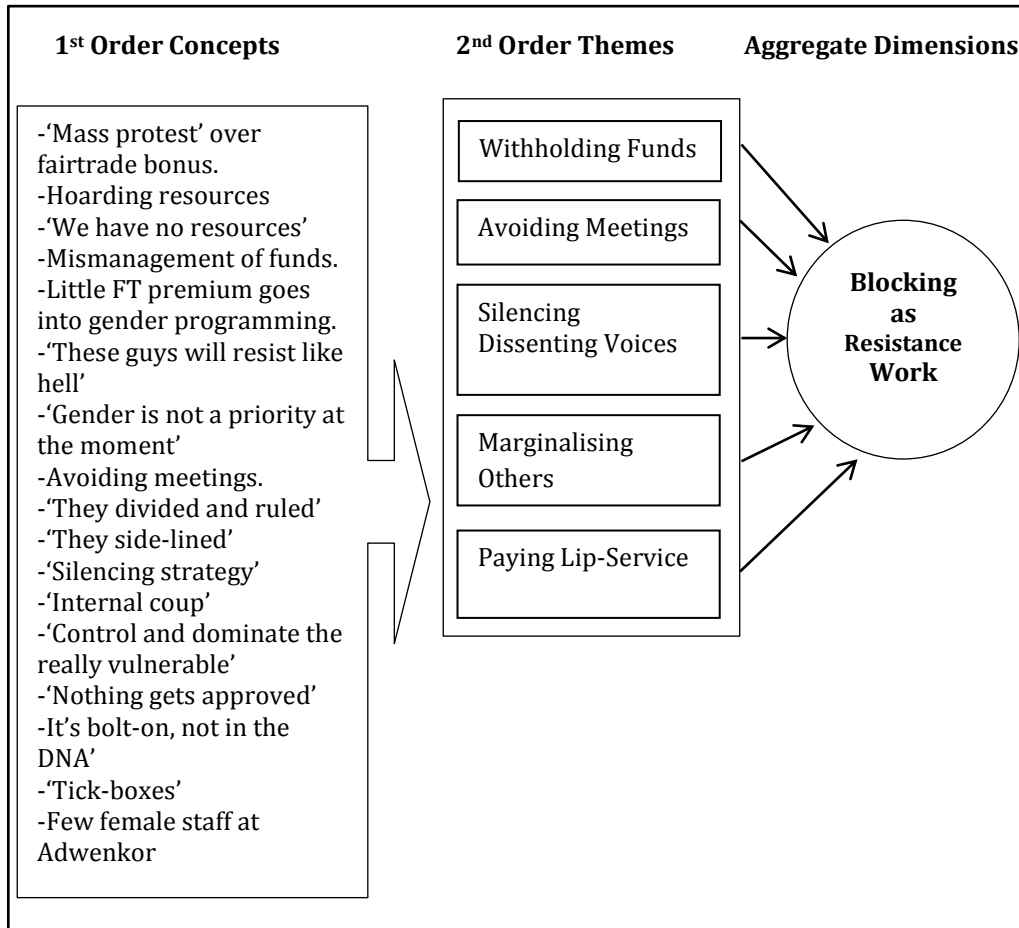 1st Order Concepts
2nd Order Themes
Aggregate Dimensions
-‘Mass protest’ over
fairtrade bonus.
-Hoarding resources
-‘We have no resources’
-Mismanagement of funds.
-Little FT premium goes
into gender programming.
-‘These guys will resist like
hell’
-‘Gender is not a priority at
the moment’
-Avoiding meetings.
-‘They divided and ruled’
-‘They side-lined’
-‘Silencing strategy’
-‘Internal coup’
-‘Control and dominate the
really vulnerable’
-‘Nothing gets approved’
-It’s bolt-on, not in the
DNA’
-‘Tick-boxes’
-Few female staff at
Adwenkor
Withholding Funds
Avoiding Meetings
Silencing
Dissenting Voices
Marginalising
Others
Paying Lip-Service
Blocking
as
Resistance
Work